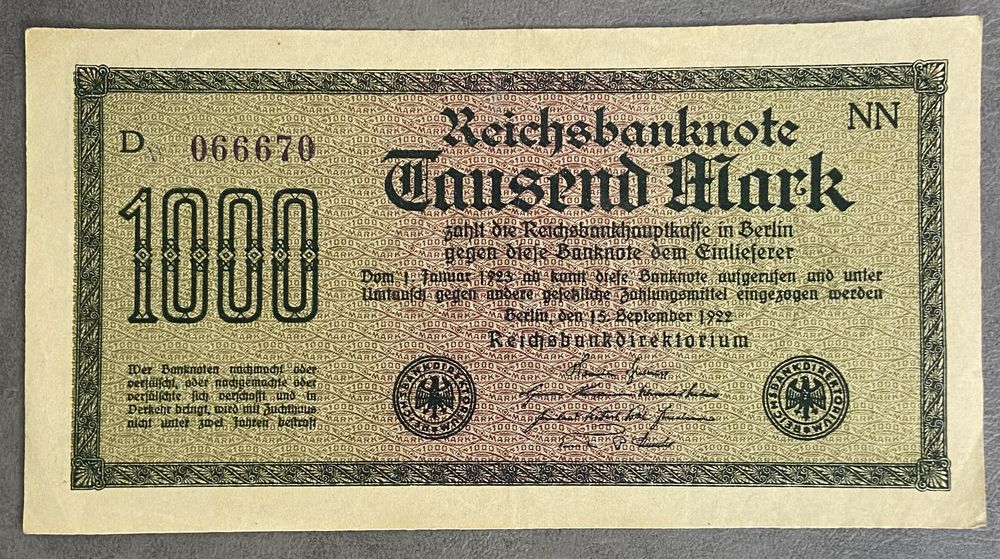 Reichsbanknote
NN
D 066670
Tausend Mark
1000
zahlt die Reichsbankhauptkasse in Berlin
gegen diese Banknote dem Einlieferer
Vom 1. Januar 1923 ab kann diese Banknote aufgerufen und unter
Umtausch gegen andere gesetzliche Zahlungsmittel eingezogen werden
Berlin, den 15. September 1922
Reichsbankdirektorium
Wer Banknoten nachmacht oder
verfälscht, oder nachgemachte oder
verfälschte sich verschafft und in
Verkehr bringt, wird mit Zuchthaus
nicht unter zwei Jahren bestraft
REICHSBANKDIREKTORIUM
REICHSBANKDIREKTORIUM